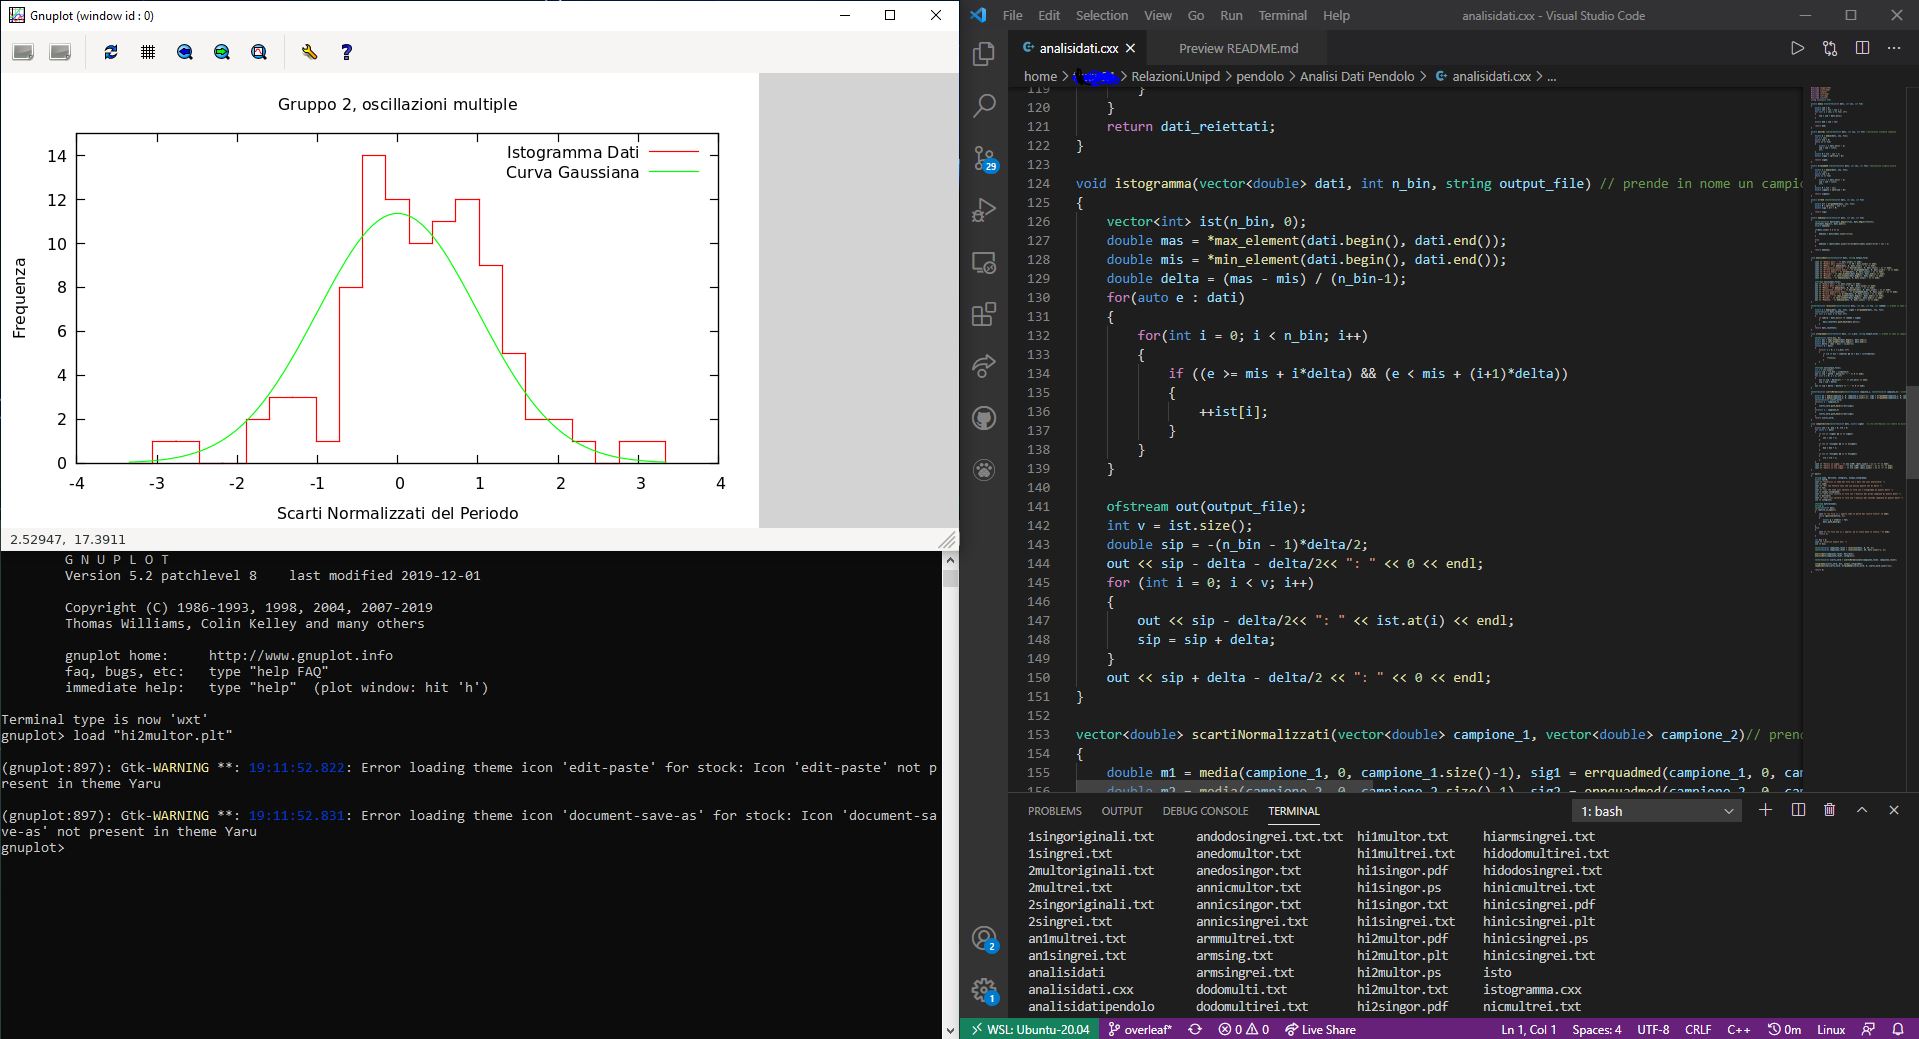 Gnuplot (window id : 0)
Gruppo 2, oscillazioni multiple
Istogramma Dati
Curva Gaussiana
Frequenza
14
12
10
8
6
4
2
0
-4 -3 -2 -1 0 1 2 3 4
Scarti Normalizzati del Periodo
2.52947, 17.3911
G N U P L O T
Version 5.2 patchlevel 8    last modified 2019-12-01
Copyright (C) 1986-1993, 1998, 2004, 2007-2019
Thomas Williams, Colin Kelley and many others
gnuplot home:     http://www.gnuplot.info
faq, bugs, etc:   type "help FAQ"
immediate help:   type "help"  (plot window: hit 'h')
Terminal type is now 'wxt'
gnuplot> load "hi2multor.plt"
(gnuplot:897): Gtk-WARNING **: 19:11:52.822: Error loading theme icon 'edit-paste' for stock: Icon 'edit-paste' not p
resent in theme Yaru
(gnuplot:897): Gtk-WARNING **: 19:11:52.831: Error loading theme icon 'document-save-as' for stock: Icon 'document-sa
ve-as' not present in theme Yaru
gnuplot>
File Edit Selection View Go Run Terminal Help
analisidati.cxx - Visual Studio Code
analisidati.cxx
Preview README.md
home > > Relazioni.Unipd > pendolo > Analisi Dati Pendolo > analisidati.cxx > ...
119 }
120 }
121 return dati_reiettati;
122 }
123
124 void istogramma(vector<double> dati, int n_bin, string output_file) // prende in nome un campio
125 {
126 vector<int> ist(n_bin, 0);
127 double mas = *max_element(dati.begin(), dati.end());
128 double mis = *min_element(dati.begin(), dati.end());
129 double delta = (mas - mis) / (n_bin-1);
130 for(auto e : dati)
131 {
132 for(int i = 0; i < n_bin; i++)
133 {
134 if ((e >= mis + i*delta) && (e < mis + (i+1)*delta))
135 {
136 ++ist[i];
137 }
138 }
139 }
140
141 ofstream out(output_file);
142 int v = ist.size();
143 double sip = -(n_bin - 1)*delta/2;
144 out << sip - delta - delta/2<< ": " << 0 << endl;
145 for (int i = 0; i < v; i++)
146 {
147 out << sip - delta/2<< ": " << ist.at(i) << endl;
148 sip = sip + delta;
149 }
150 out << sip + delta - delta/2 << ": " << 0 << endl;
151 }
152
153 vector<double> scartiNormalizzati(vector<double> campione_1, vector<double> campione_2)// prend
154 {
155 double m1 = media(campione_1, 0, campione_1.size()-1), sig1 = errquadmed(campione_1, 0, ca
156 double m2 = media(campione_2, 0, campione_2.size()-1), sig2 = errquadmed(campione_2, 0, ca
29
2
1
PROBLEMS OUTPUT DEBUG CONSOLE TERMINAL
1: bash
1singoriginali.txt andodosingrei.txt.txt hi1multor.txt hiarmsingrei.txt
1singrei.txt anedomultor.txt hi1multrei.txt hidodomultirei.txt
2multoriginali.txt anedosingor.txt hi1singor.pdf hidodosingrei.txt
2multrei.txt annicmultor.txt hi1singor.ps hinicmultrei.txt
2singoriginali.txt annicsingor.txt hi1singor.txt hinicsingrei.pdf
2singrei.txt annicsingrei.txt hi1singrei.txt hinicsingrei.plt
an1multrei.txt armmultrei.txt hi2multor.pdf hinicsingrei.ps
an1singrei.txt armsing.txt hi2multor.plt hinicsingrei.txt
analisidati armsingrei.txt hi2multor.ps isto
analisidati.cxx dodomulti.txt hi2multor.txt istogramma.cxx
analisidatipendolo dodomultirei.txt hi2singor.pdf nicmultrei.txt
WSL: Ubuntu-20.04 overleaf* 0 0 Live Share Ln 1, Col 1 Spaces: 4 UTF-8 CRLF C++ 0m Linux